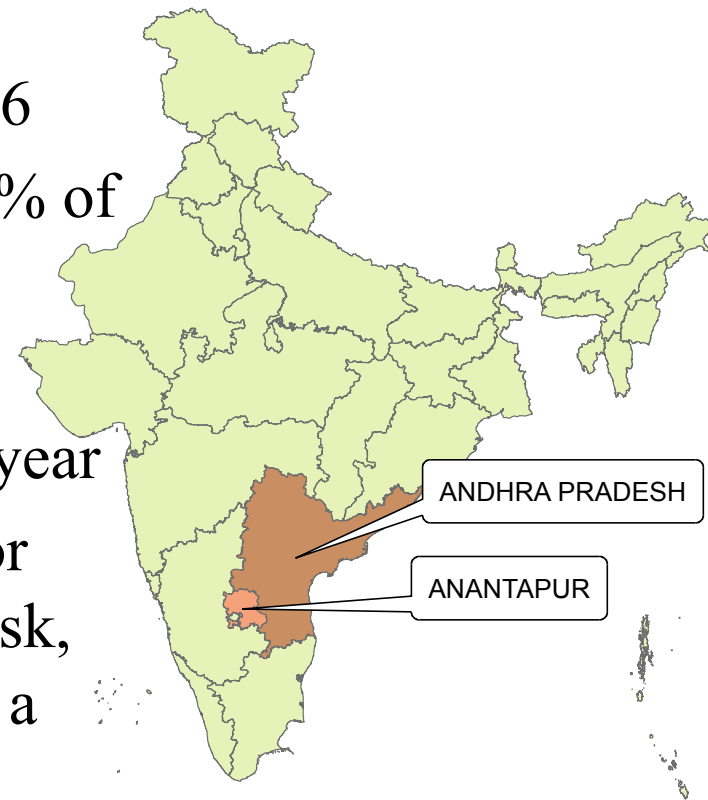 6
% of
year
ANDHRA PRADESH
or
ANANTAPUR
sk,
a